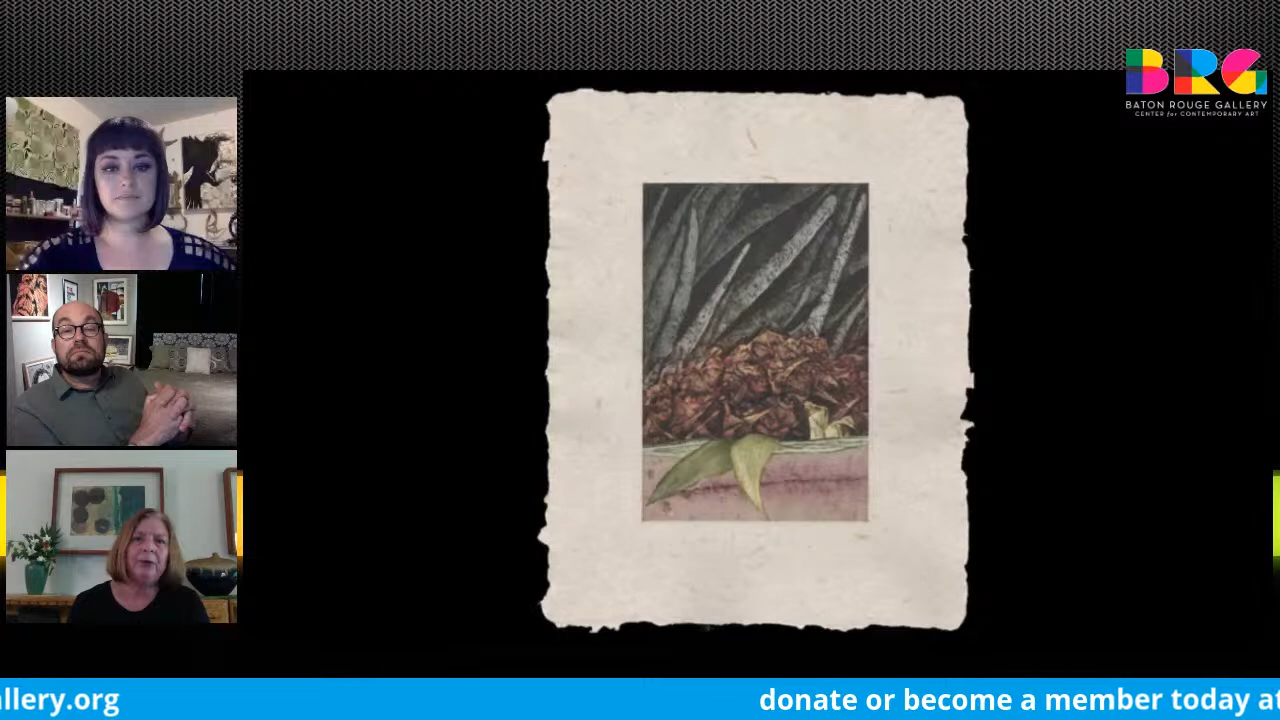 BRG
BATON ROUGE GALLERY
CENTER for CONTEMPORARY ART
allery.org
donate or become a member today at